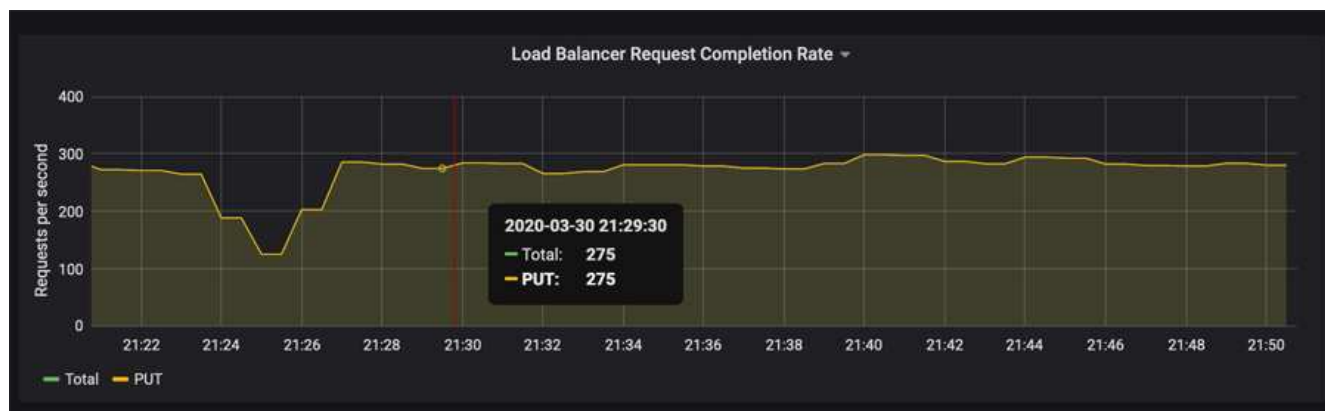 Load Balancer Request Completion Rate
Requests per second
400
300
200
100
0
2020-03-30 21:29:30
Total: 275
PUT: 275
21:22 21:24 21:26 21:28 21:30 21:32 21:34 21:36 21:38 21:40 21:42 21:44 21:46 21:48 21:50
Total PUT